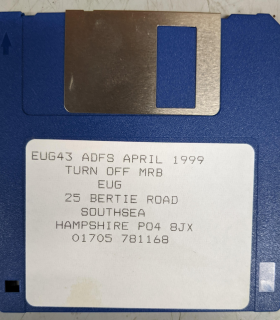 EUG43 ADFS APRIL 1999
TURN OFF MRB
EUG
25 BERTIE ROAD
SOUTHSEA
HAMPSHIRE PO4 8JX
01705 781168